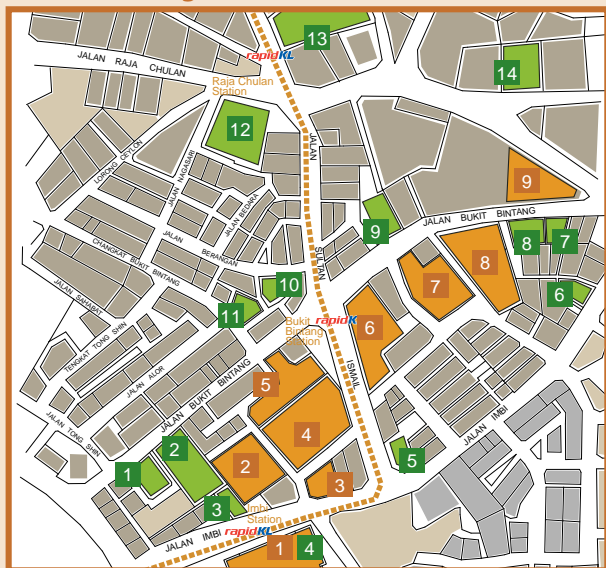 13
rapidKL
JALAN RAJA CHULAN
Raja Chulan
Station
14
12
JALAN
LORONG CEYLON
JALAN NAGASARI
9
JALAN BEDARA
JALAN BUKIT BINTANG
9
8
7
JALAN
BERANGAN
SULTAN
CHANGKAT BUKIT BINTANG
8
7
6
10
JALAN SAHABAT
11
Bukit
Bintang
Station
rapidK
6
TENGKAT TONG SHIN
ISMAIL
JALAN ALOR
JALAN BUKIT BINTANG
5
JALAN TONG SHIN
JALAN IMBI
4
2
1
2
5
3
3
Imbi
Station
rapidKL
JALAN IMBI
1
4